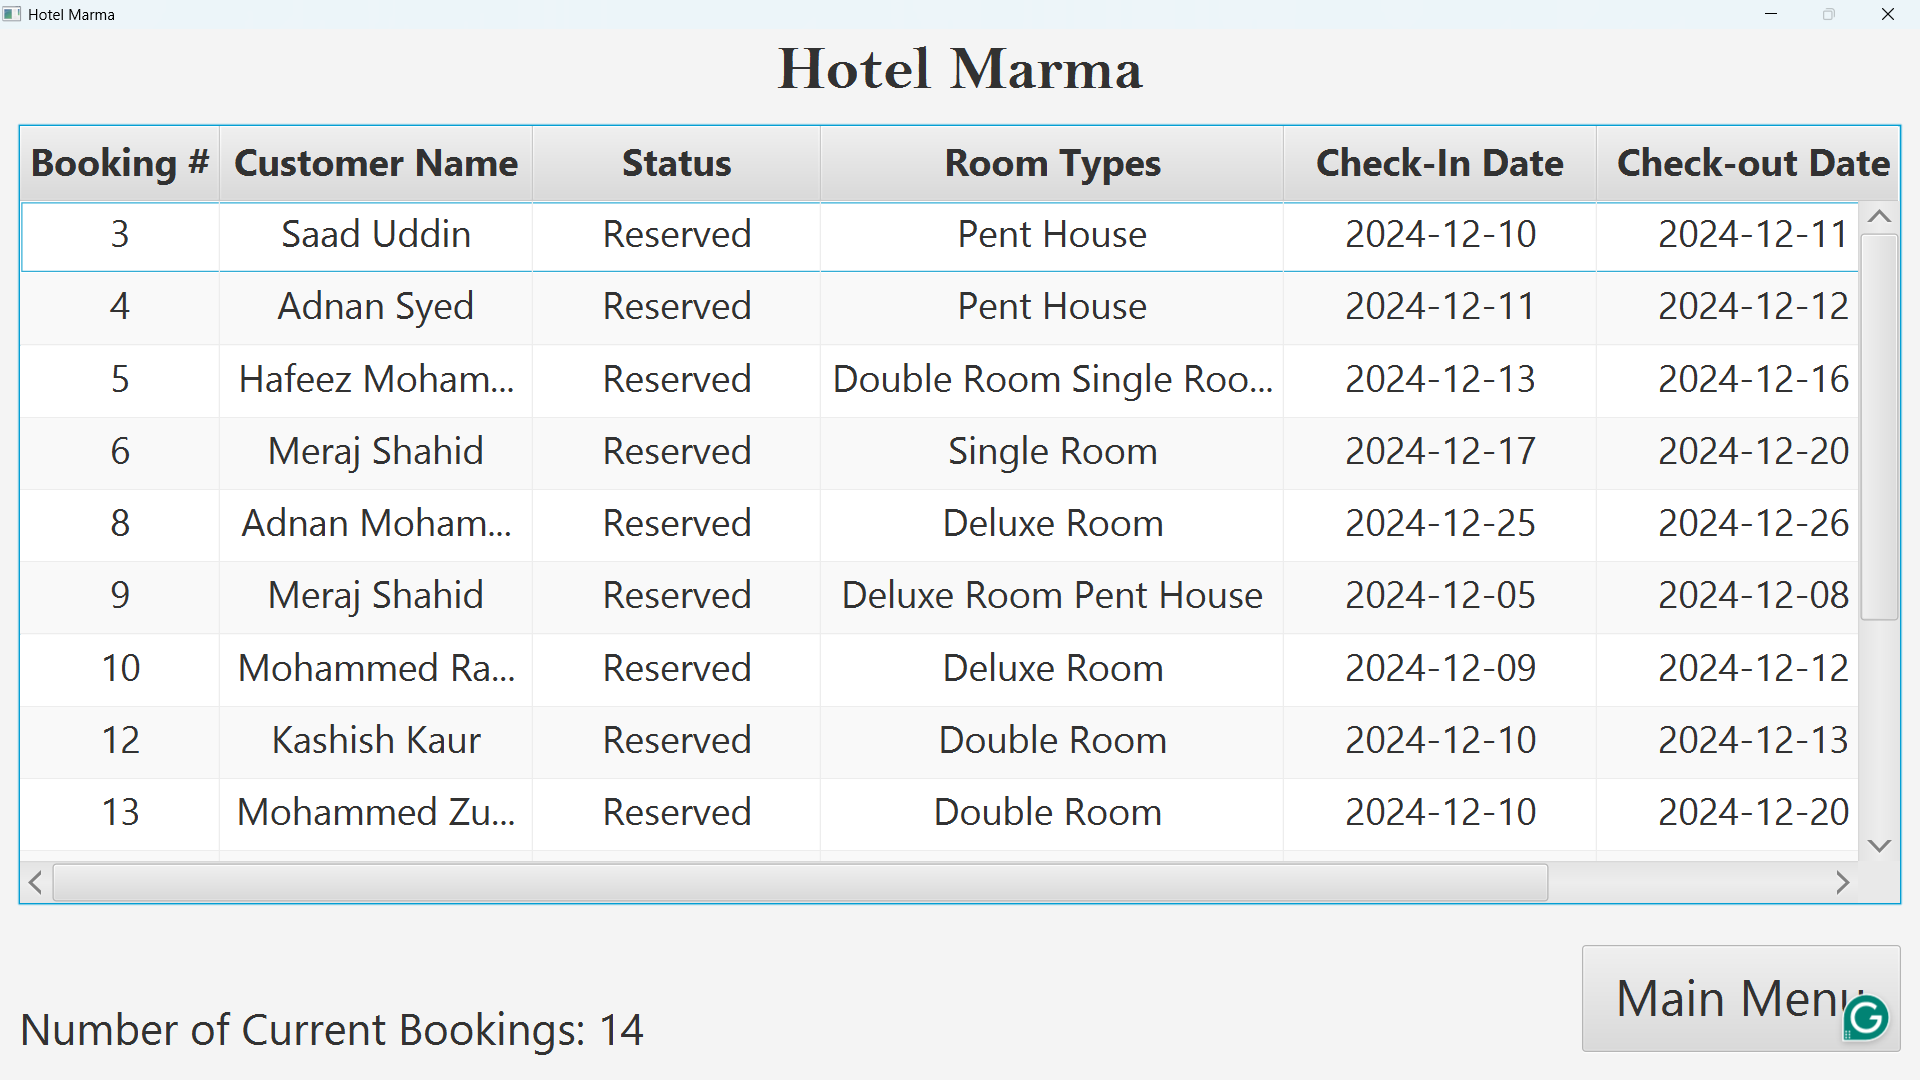 Hotel Marma
Hotel Marma
Booking # Customer Name Status Room Types Check-In Date Check-out Date
3 Saad Uddin Reserved Pent House 2024-12-10 2024-12-11
4 Adnan Syed Reserved Pent House 2024-12-11 2024-12-12
5 Hafeez Moham... Reserved Double Room Single Roo... 2024-12-13 2024-12-16
6 Meraj Shahid Reserved Single Room 2024-12-17 2024-12-20
8 Adnan Moham... Reserved Deluxe Room 2024-12-25 2024-12-26
9 Meraj Shahid Reserved Deluxe Room Pent House 2024-12-05 2024-12-08
10 Mohammed Ra... Reserved Deluxe Room 2024-12-09 2024-12-12
12 Kashish Kaur Reserved Double Room 2024-12-10 2024-12-13
13 Mohammed Zu... Reserved Double Room 2024-12-10 2024-12-20
Main Menu
Number of Current Bookings: 14